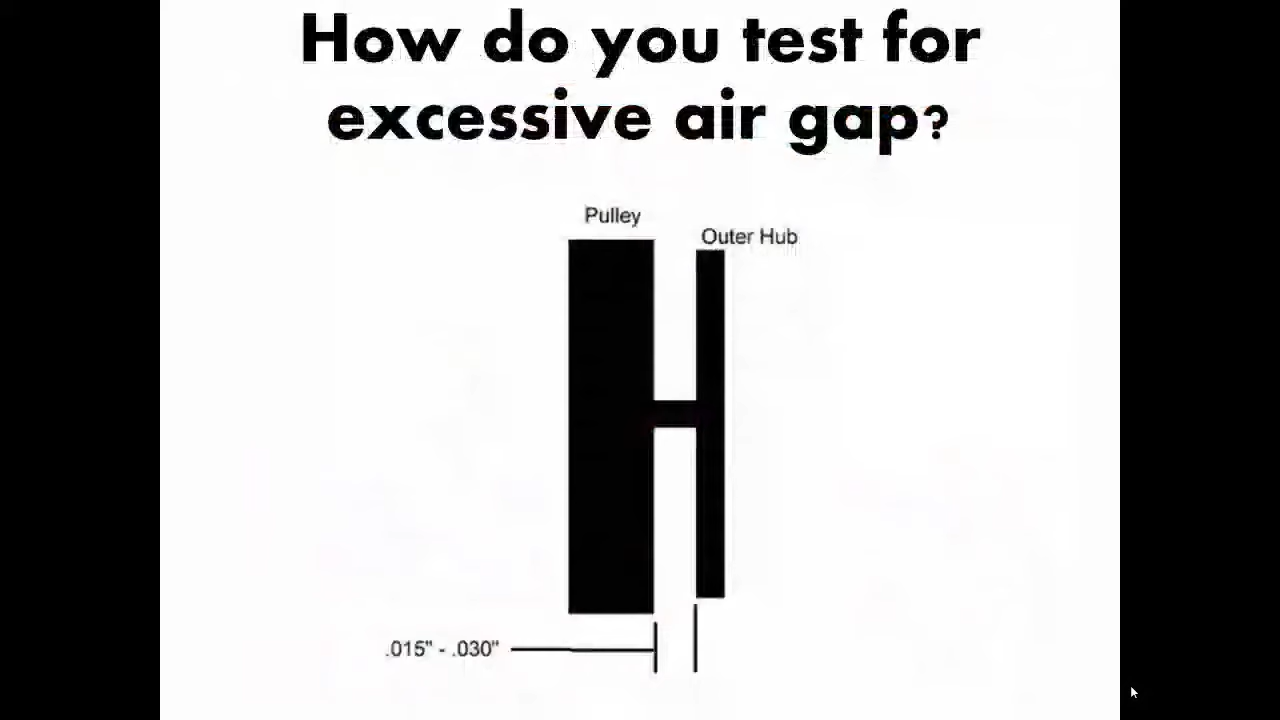 How do you test for
excessive air gap?
Pulley
Outer Hub
.015" - .030"